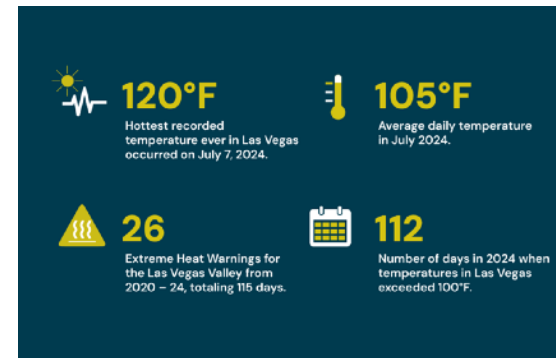 120°F
Hottest recorded
temperature ever in Las Vegas
occurred on July 7, 2024.
105°F
Average daily temperature
in July 2024.
26
Extreme Heat Warnings for
the Las Vegas Valley from
2020 – 24, totaling 115 days.
112
Number of days in 2024 when
temperatures in Las Vegas
exceeded 100°F.